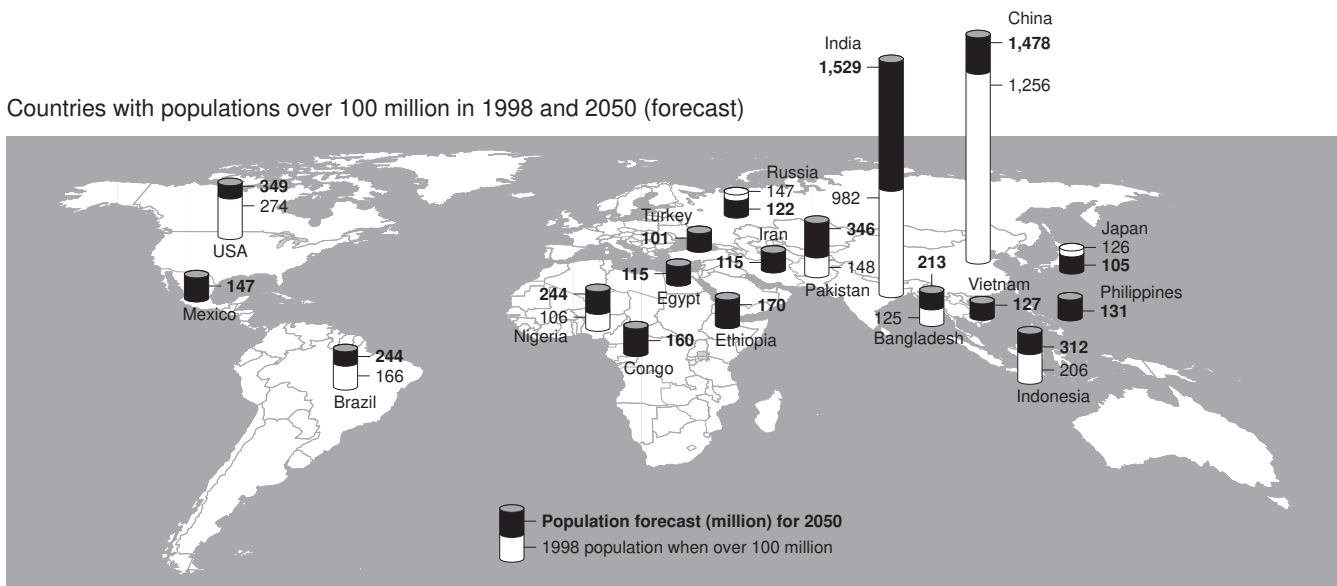 China
1,478
1,256
India
1,529
982
Countries with populations over 100 million in 1998 and 2050 (forecast)
349
274
USA
147
Mexico
244
166
Brazil
Russia
147
122
Turkey
101
Iran
115
346
148
Pakistan
115
Egypt
244
106
Nigeria
170
Ethiopia
160
Congo
213
125
Bangladesh
Vietnam
127
Japan
126
105
Philippines
131
312
206
Indonesia
Population forecast (million) for 2050
1998 population when over 100 million